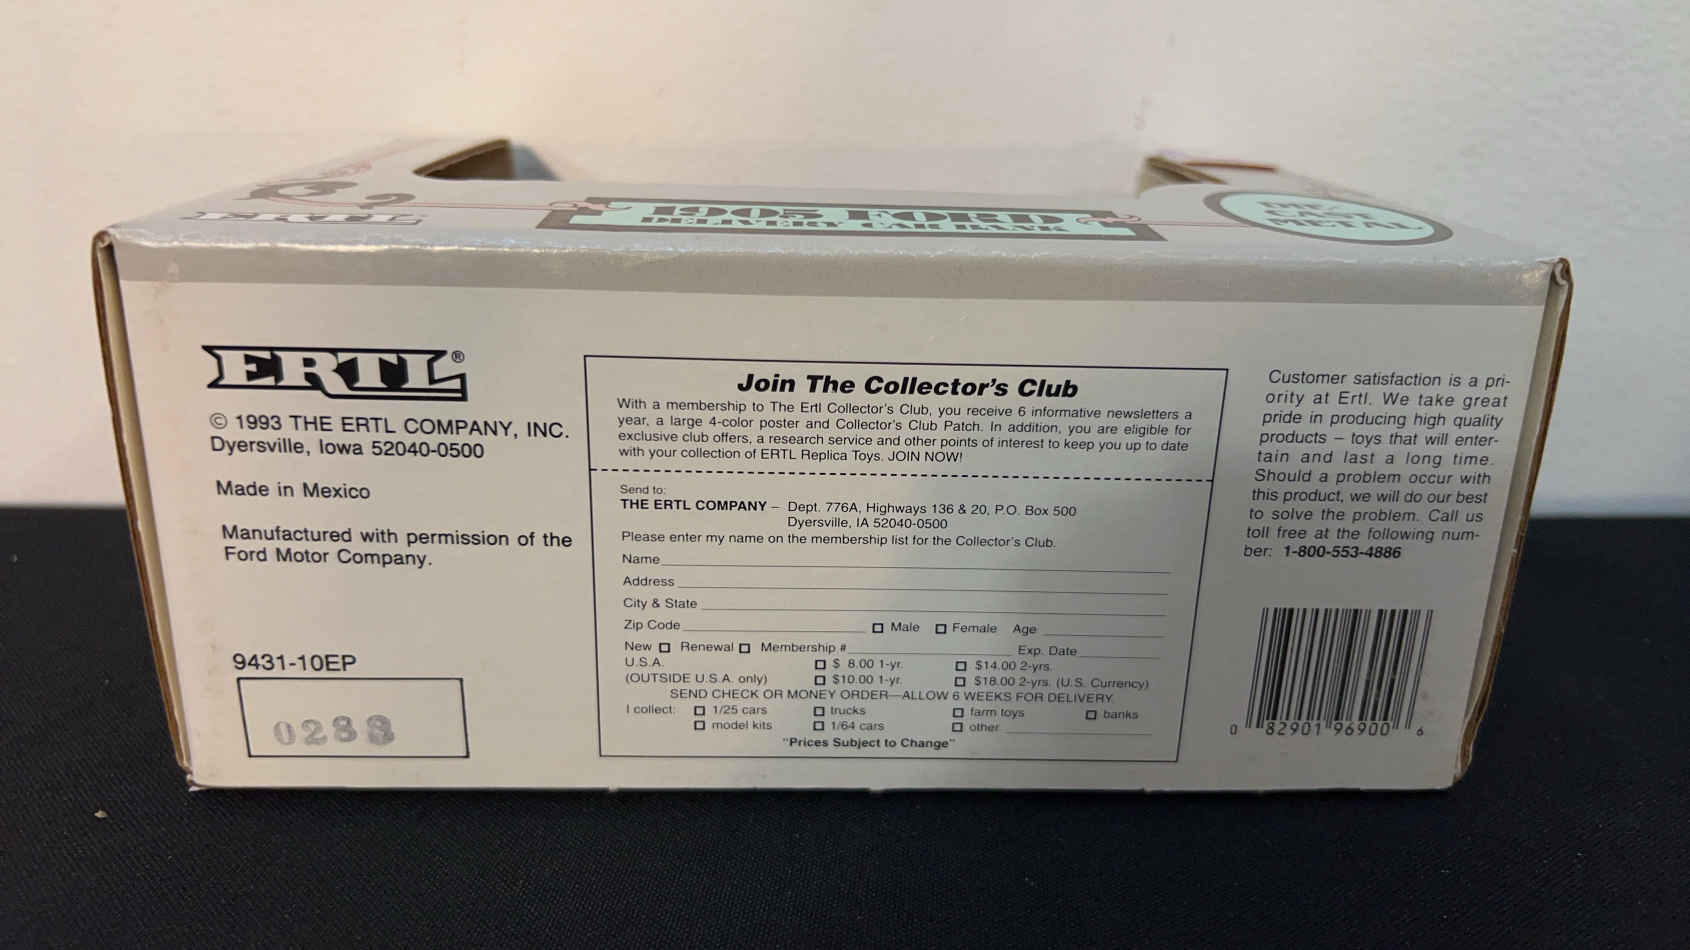 ERTL
1905 FORD
DELIVERY CAR BANK
DIE
CAST
METAL
ERTL®
© 1993 THE ERTL COMPANY, INC.
Dyersville, Iowa 52040-0500
Made in Mexico
Manufactured with permission of the
Ford Motor Company.
9431-10EP
0288
Join The Collector's Club
With a membership to The Ertl Collector's Club, you receive 6 informative newsletters a
year, a large 4-color poster and Collector's Club Patch. In addition, you are eligible for
exclusive club offers, a research service and other points of interest to keep you up to date
with your collection of ERTL Replica Toys. JOIN NOW!
Send to:
THE ERTL COMPANY – Dept. 776A, Highways 136 & 20, P.O. Box 500
Dyersville, IA 52040-0500
Please enter my name on the membership list for the Collector's Club.
Name
Address
City & State
Zip Code Male Female Age
New Renewal Membership # Exp. Date
U.S.A. $ 8.00 1-yr. $14.00 2-yrs.
(OUTSIDE U.S.A. only) $10.00 1-yr. $18.00 2-yrs. (U.S. Currency)
SEND CHECK OR MONEY ORDER—ALLOW 6 WEEKS FOR DELIVERY.
I collect: 1/25 cars trucks farm toys banks
model kits 1/64 cars other
"Prices Subject to Change"
Customer satisfaction is a pri-
ority at Ertl. We take great
pride in producing high quality
products – toys that will enter-
tain and last a long time.
Should a problem occur with
this product, we will do our best
to solve the problem. Call us
toll free at the following num-
ber: 1-800-553-4886
0 82901 96900 6